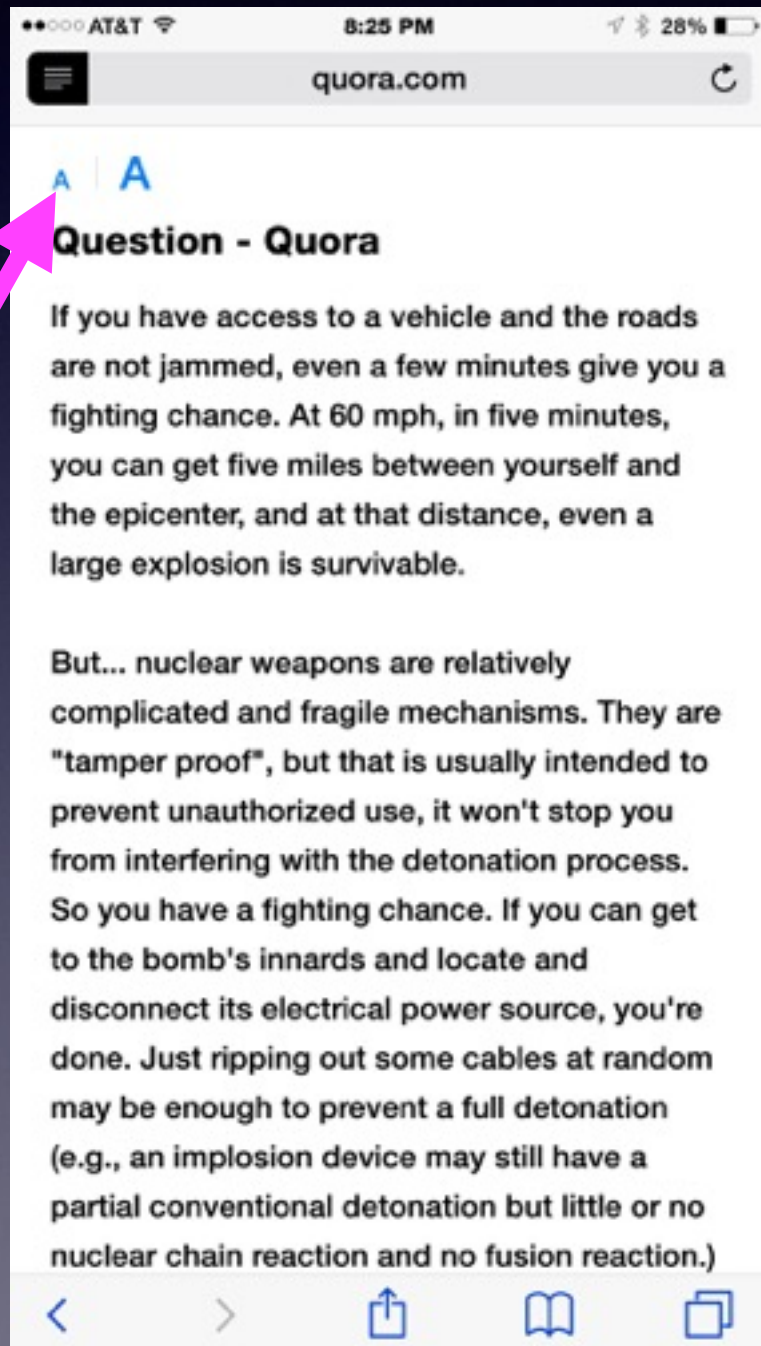 AT&T 8:25 PM 28%
quora.com
A A
Question - Quora
If you have access to a vehicle and the roads
are not jammed, even a few minutes give you a
fighting chance. At 60 mph, in five minutes,
you can get five miles between yourself and
the epicenter, and at that distance, even a
large explosion is survivable.
But... nuclear weapons are relatively
complicated and fragile mechanisms. They are
"tamper proof", but that is usually intended to
prevent unauthorized use, it won't stop you
from interfering with the detonation process.
So you have a fighting chance. If you can get
to the bomb's innards and locate and
disconnect its electrical power source, you're
done. Just ripping out some cables at random
may be enough to prevent a full detonation
(e.g., an implosion device may still have a
partial conventional detonation but little or no
nuclear chain reaction and no fusion reaction.)